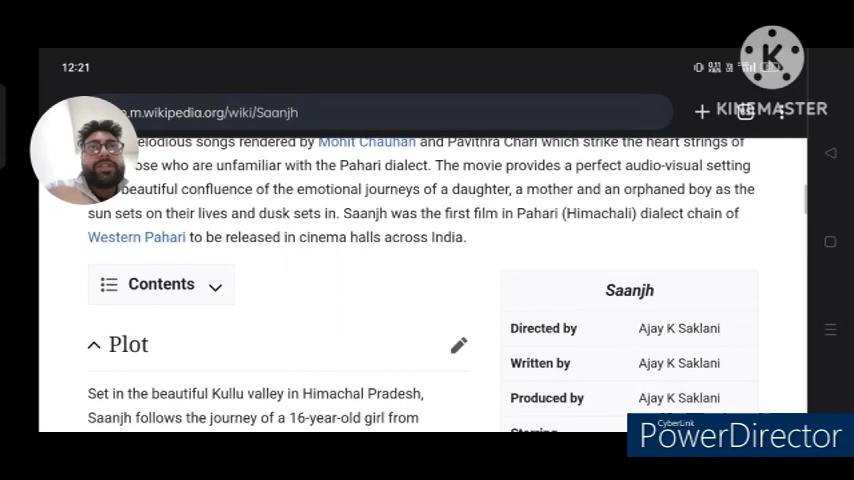 12:21
K
KINEMASTER
.m.wikipedia.org/wiki/Saanjh
elodious songs rendered by Mohit Chauhan and Pavithra Chari which strike the heart strings of
ose who are unfamiliar with the Pahari dialect. The movie provides a perfect audio-visual setting
beautiful confluence of the emotional journeys of a daughter, a mother and an orphaned boy as the
sun sets on their lives and dusk sets in. Saanjh was the first film in Pahari (Himachali) dialect chain of
Western Pahari to be released in cinema halls across India.
Contents
Saanjh
Directed by Ajay K Saklani
Plot
Written by Ajay K Saklani
Produced by Ajay K Saklani
Set in the beautiful Kullu valley in Himachal Pradesh,
Saanjh follows the journey of a 16-year-old girl from
Starring
CyberLink
PowerDirector